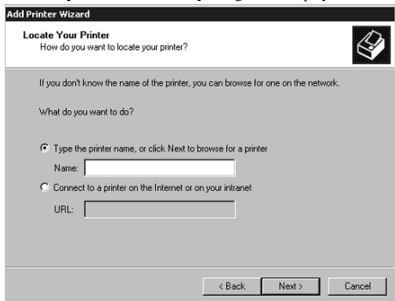 Add Printer Wizard
Locate Your Printer
How do you want to locate your printer?
If you don't know the name of the printer, you can browse for one on the network.
What do you want to do?
Type the printer name, or click Next to browse for a printer
Name:
Connect to a printer on the Internet or on your intranet
URL:
< Back Next > Cancel